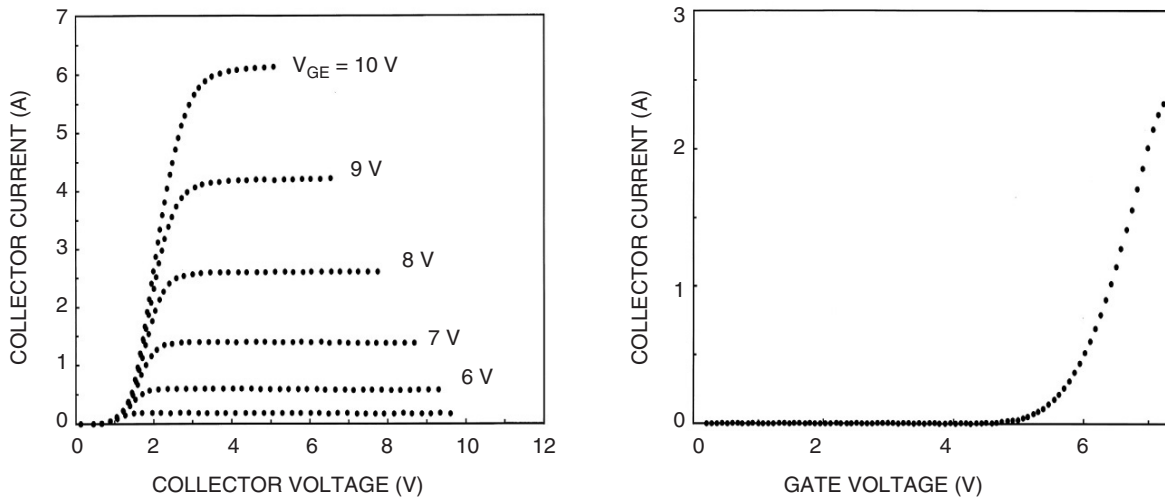 7
6
5
4
3
2
1
0
COLLECTOR CURRENT (A)
V_GE = 10 V
9 V
8 V
7 V
6 V
0 2 4 6 8 10 12
COLLECTOR VOLTAGE (V)
3
2
1
0
COLLECTOR CURRENT (A)
0 2 4 6
GATE VOLTAGE (V)